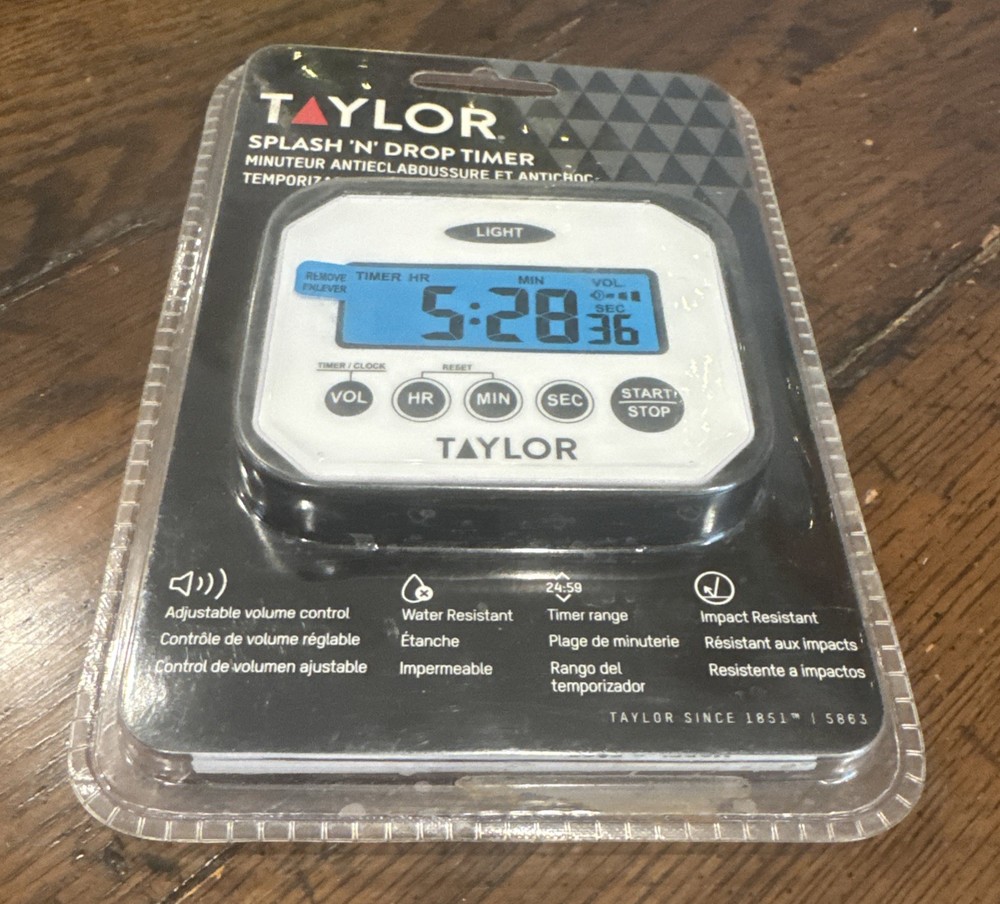 TAYLOR
SPLASH 'N' DROP TIMER
MINUTEUR ANTIECLABOUSSURE ET
LIGHT
REMOVE
ENLEVER
TIMER HR MIN VOL.
SEC
5:28 36
TIMER / CLOCK RESET
VOL HR MIN SEC START/
STOP
TAYLOR
24:59
Adjustable volume control
Contrôle de volume réglable
Control de volumen ajustable
Water Resistant
Étanche
Impermeable
Timer range
Plage de minuterie
Rango del
temporizador
Impact Resistant
Résistant aux impacts
Resistente a impactos
TAYLOR SINCE 1851™ | 5863